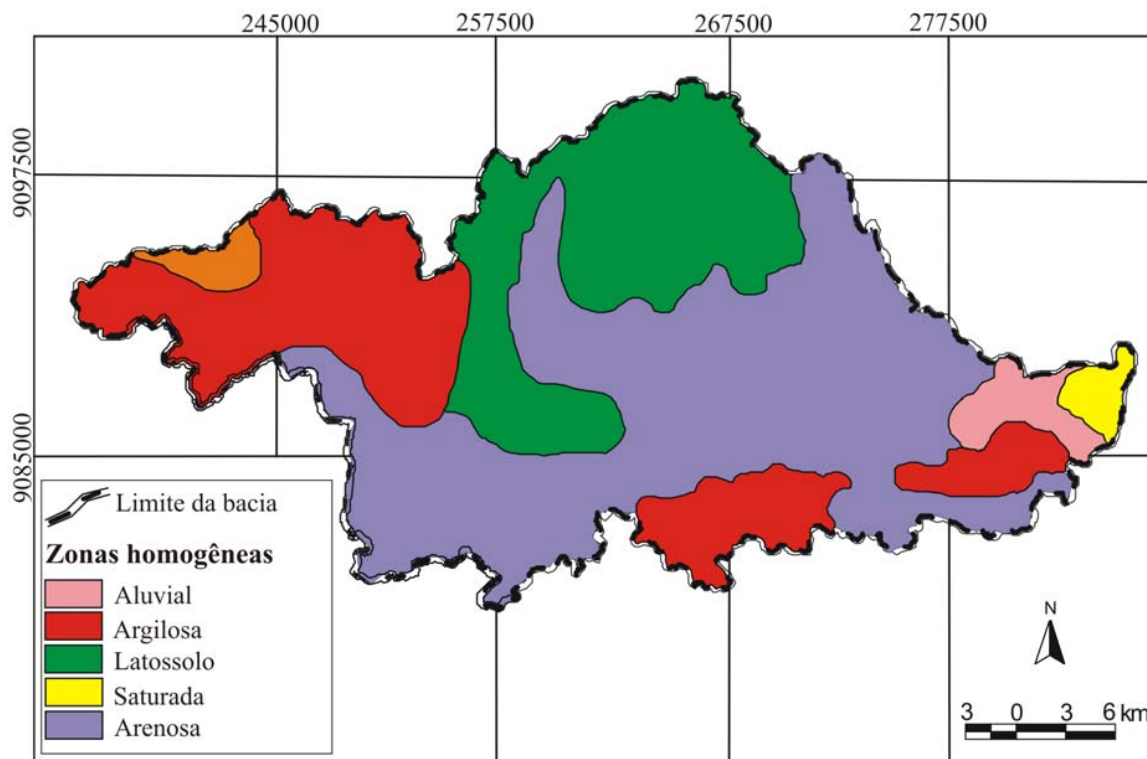 245000 257500 267500 277500
9097500
9085000
Limite da bacia
Zonas homogêneas
Aluvial
Argilosa
Latossolo
Saturada
Arenosa
N
3 0 3 6 km